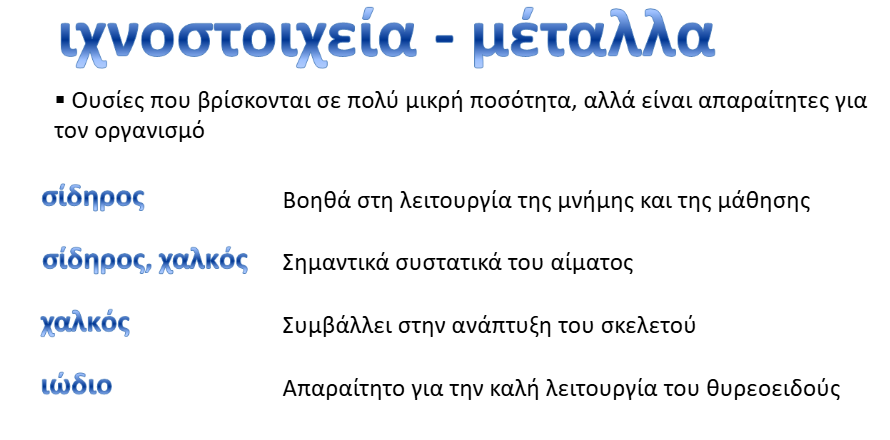 ιχνοστοιχεία - μέταλλα
▪ Ουσίες που βρίσκονται σε πολύ μικρή ποσότητα, αλλά είναι απαραίτητες για
τον οργανισμό
σίδηρος Βοηθά στη λειτουργία της μνήμης και της μάθησης
σίδηρος, χαλκός Σημαντικά συστατικά του αίματος
χαλκός Συμβάλλει στην ανάπτυξη του σκελετού
ιώδιο Απαραίτητο για την καλή λειτουργία του θυρεοειδούς